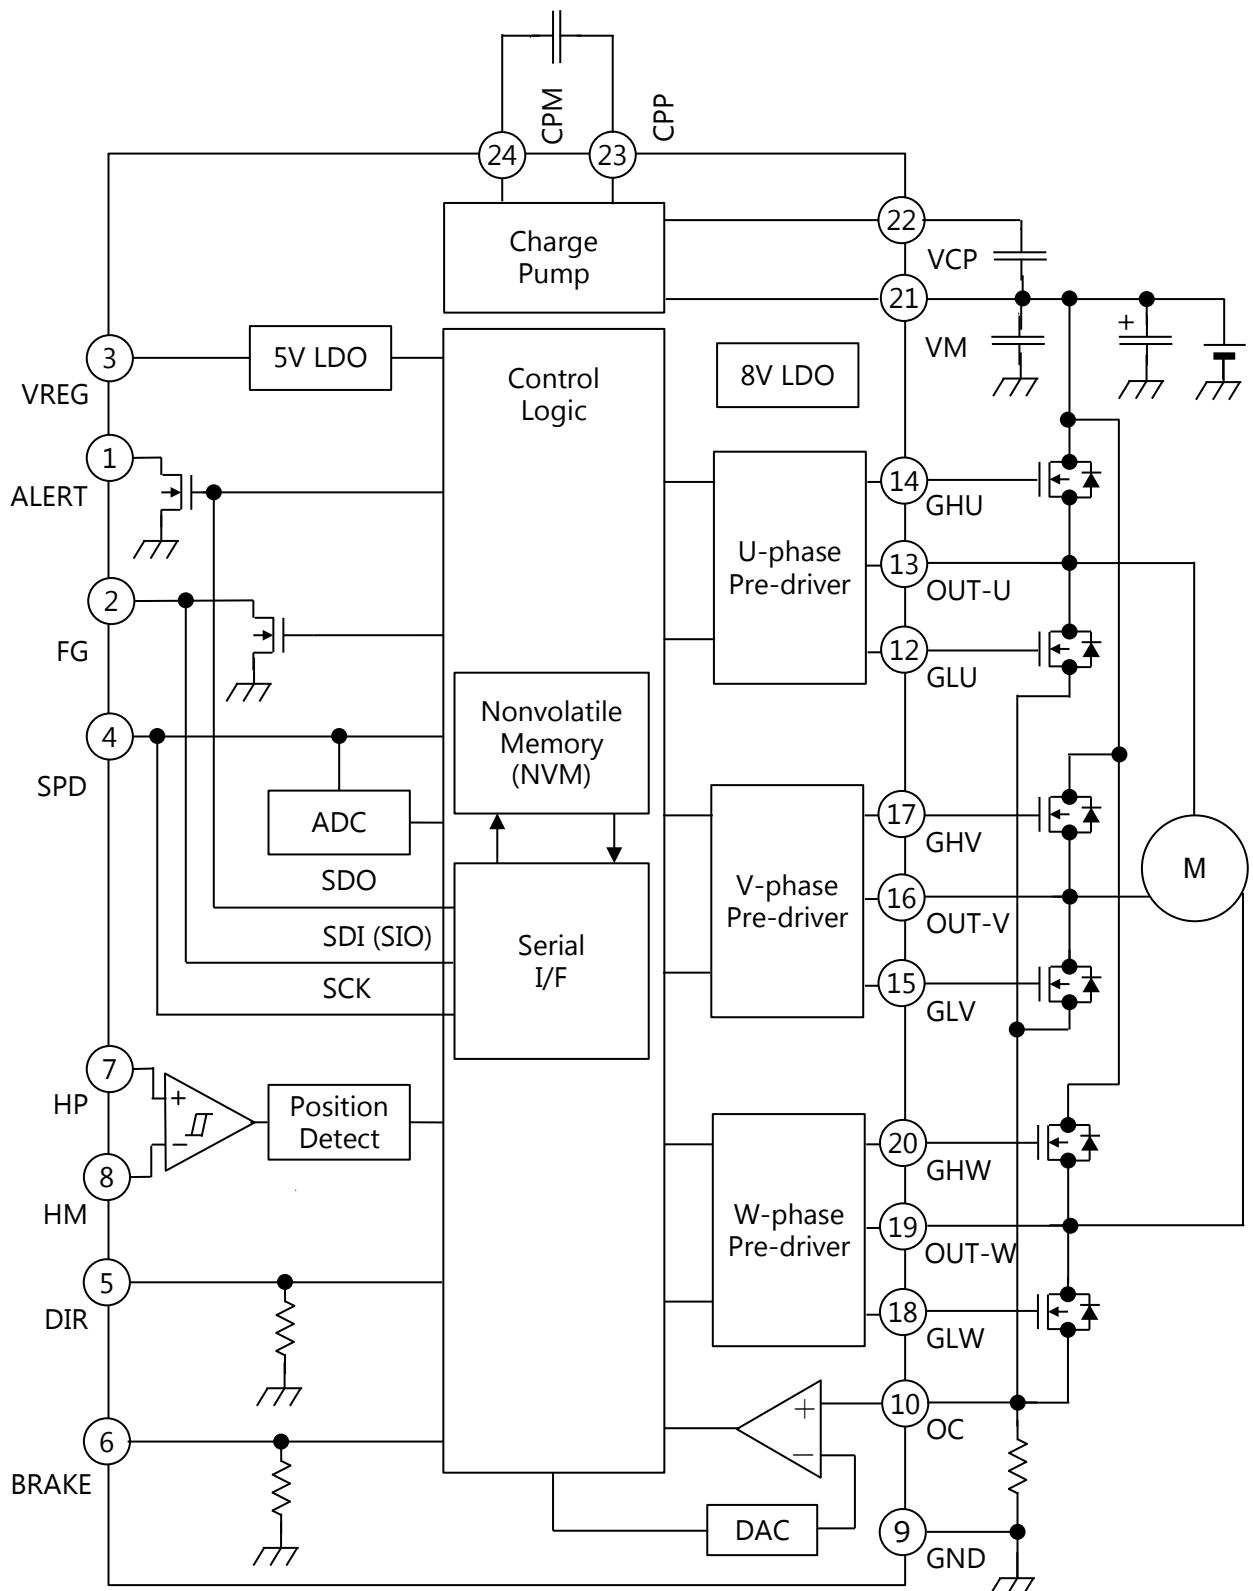 CPM
CPP
24
23
Charge
Pump
22
VCP
21
VM
+
3
VREG
5V LDO
Control
Logic
8V LDO
1
ALERT
14
GHU
U-phase
Pre-driver
13
OUT-U
2
FG
12
GLU
Nonvolatile
Memory
(NVM)
4
SPD
ADC
17
GHV
M
SDO
V-phase
Pre-driver
16
OUT-V
SDI (SIO)
Serial
I/F
SCK
15
GLV
7
HP
+
−
Position
Detect
8
HM
20
GHW
W-phase
Pre-driver
19
OUT-W
5
DIR
18
GLW
10
OC
+
−
6
BRAKE
DAC
9
GND